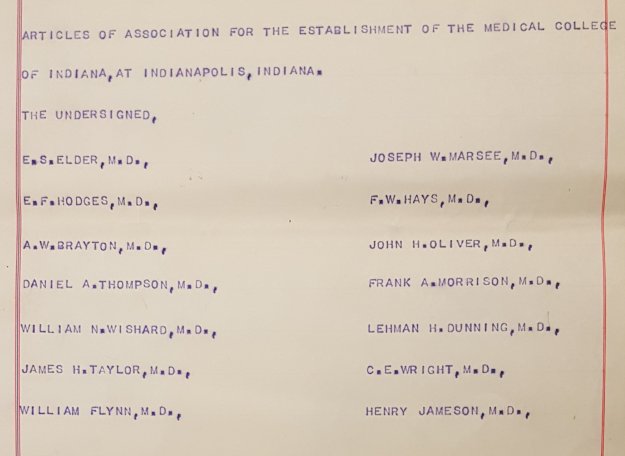 ARTICLES OF ASSOCIATION FOR THE ESTABLISHMENT OF THE MEDICAL COLLEGE
OF INDIANA, AT INDIANAPOLIS, INDIANA.
THE UNDERSIGNED,
E.S.ELDER, M.D., JOSEPH W.MARSEE, M.D.,
E.F.HODGES, M.D., F.W.HAYS, M.D.,
A.W.BRAYTON, M.D., JOHN H.OLIVER, M.D.,
DANIEL A.THOMPSON, M.D., FRANK A.MORRISON, M.D.,
WILLIAM N.WISHARD, M.D., LEHMAN H.DUNNING, M.D.,
JAMES H.TAYLOR, M.D., C.E.WRIGHT, M.D.,
WILLIAM FLYNN, M.D., HENRY JAMESON, M.D.,